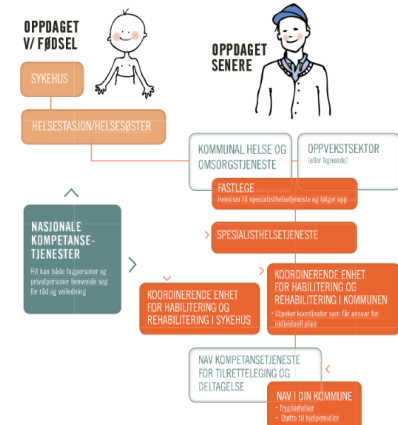 OPPDAGET
V/ FØDSEL
OPPDAGET
SENERE
SYKEHUS
HELSESTASJON/HELSESØSTER
KOMMUNAL HELSE OG
OMSORGSTJENESTE
OPPVEKSTSEKTOR
(eller lignende)
FASTLEGE
Henviser til spesialisthelsetjeneste og følger opp
SPESIALISTHELSETJENESTE
NASJONALE
KOMPETANSE-
TJENESTER
Hit kan både fagpersoner og
privatpersoner henvende seg
for råd og veiledning
KOORDINERENDE ENHET
FOR HABILITERING OG
REHABILITERING I SYKEHUS
KOORDINERENDE ENHET
FOR HABILITERING OG
REHABILITERING I KOMMUNEN
- Utpeker koordinator som får ansvar for
individuell plan
NAV KOMPETANSETJENESTE
FOR TILRETTELEGING OG
DELTAGELSE
NAV I DIN KOMMUNE
- Trygdeytelser
- Støtte til hjelpemidler